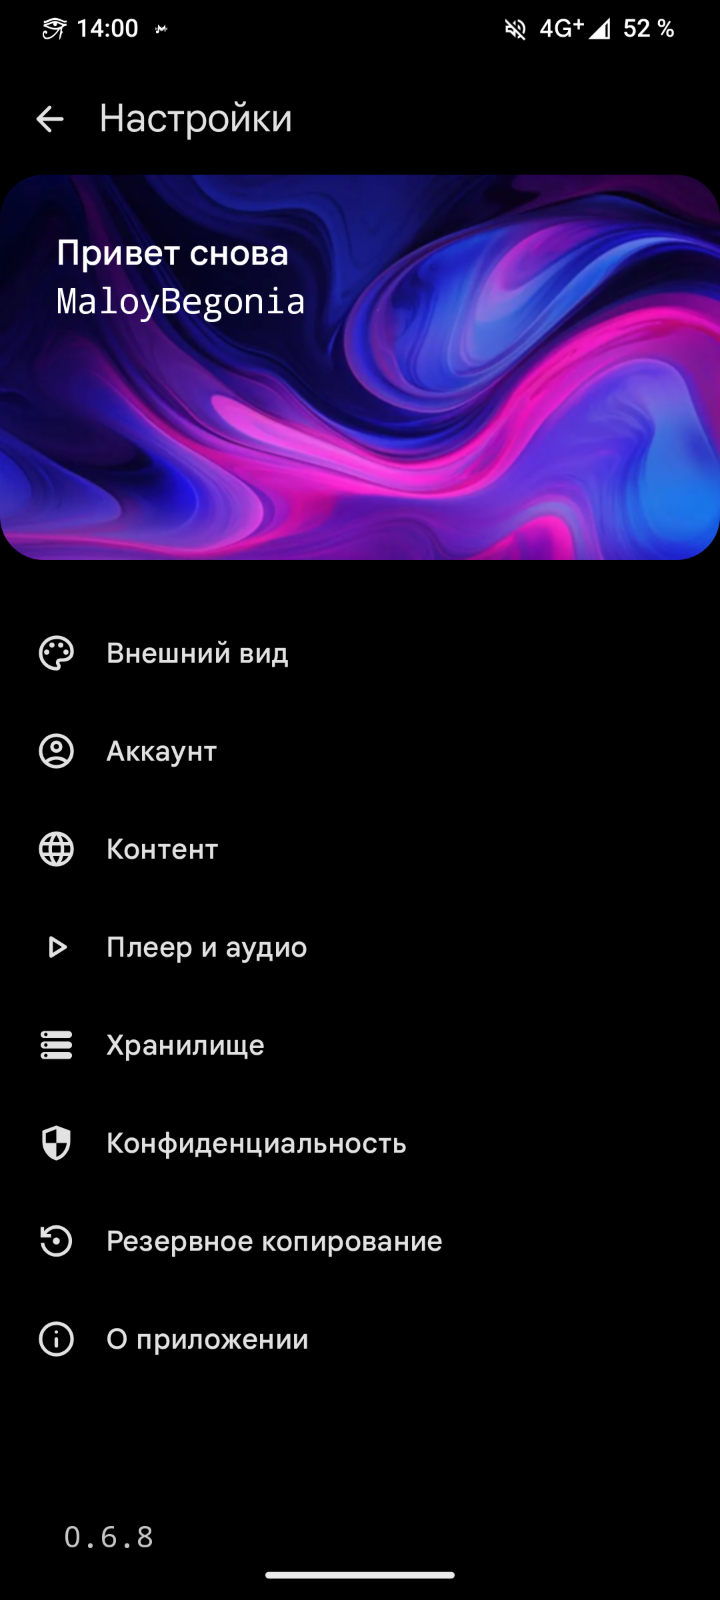 14:00 4G+ 52 %
Настройки
Привет снова
MaloyBegonia
Внешний вид
Аккаунт
Контент
Плеер и аудио
Хранилище
Конфиденциальность
Резервное копирование
О приложении
0.6.8